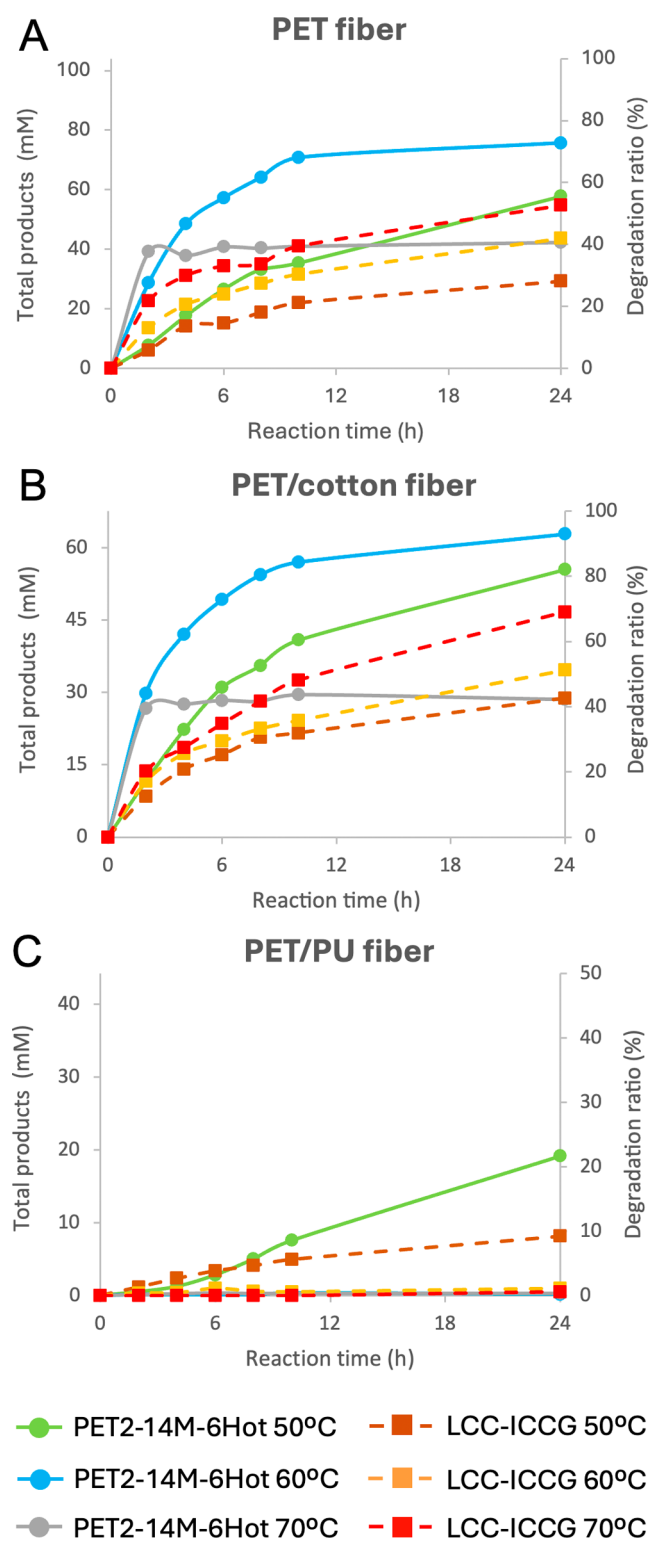 A
PET fiber
Total products (mM)
100
80
60
40
20
0
100
80
60
40
20
0
Degradation ratio (%)
0 6 12 18 24
Reaction time (h)
B
PET/cotton fiber
Total products (mM)
60
45
30
15
0
100
80
60
40
20
0
Degradation ratio (%)
0 6 12 18 24
Reaction time (h)
C
PET/PU fiber
Total products (mM)
40
30
20
10
0
50
40
30
20
10
0
Degradation ratio (%)
0 6 12 18 24
Reaction time (h)
PET2-14M-6Hot 50ºC LCC-ICCG 50ºC
PET2-14M-6Hot 60ºC LCC-ICCG 60ºC
PET2-14M-6Hot 70ºC LCC-ICCG 70ºC